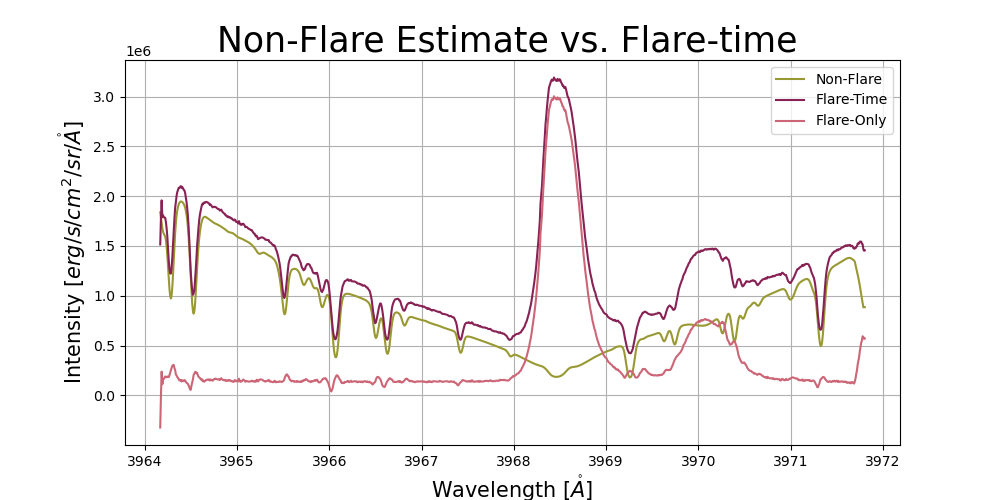 Non-Flare Estimate vs. Flare-time
1e6
Non-Flare
Flare-Time
Flare-Only
3.0
2.5
2.0
1.5
1.0
0.5
0.0
Intensity [erg/s/cm²/sr/Å]
3964 3965 3966 3967 3968 3969 3970 3971 3972
Wavelength [Å]